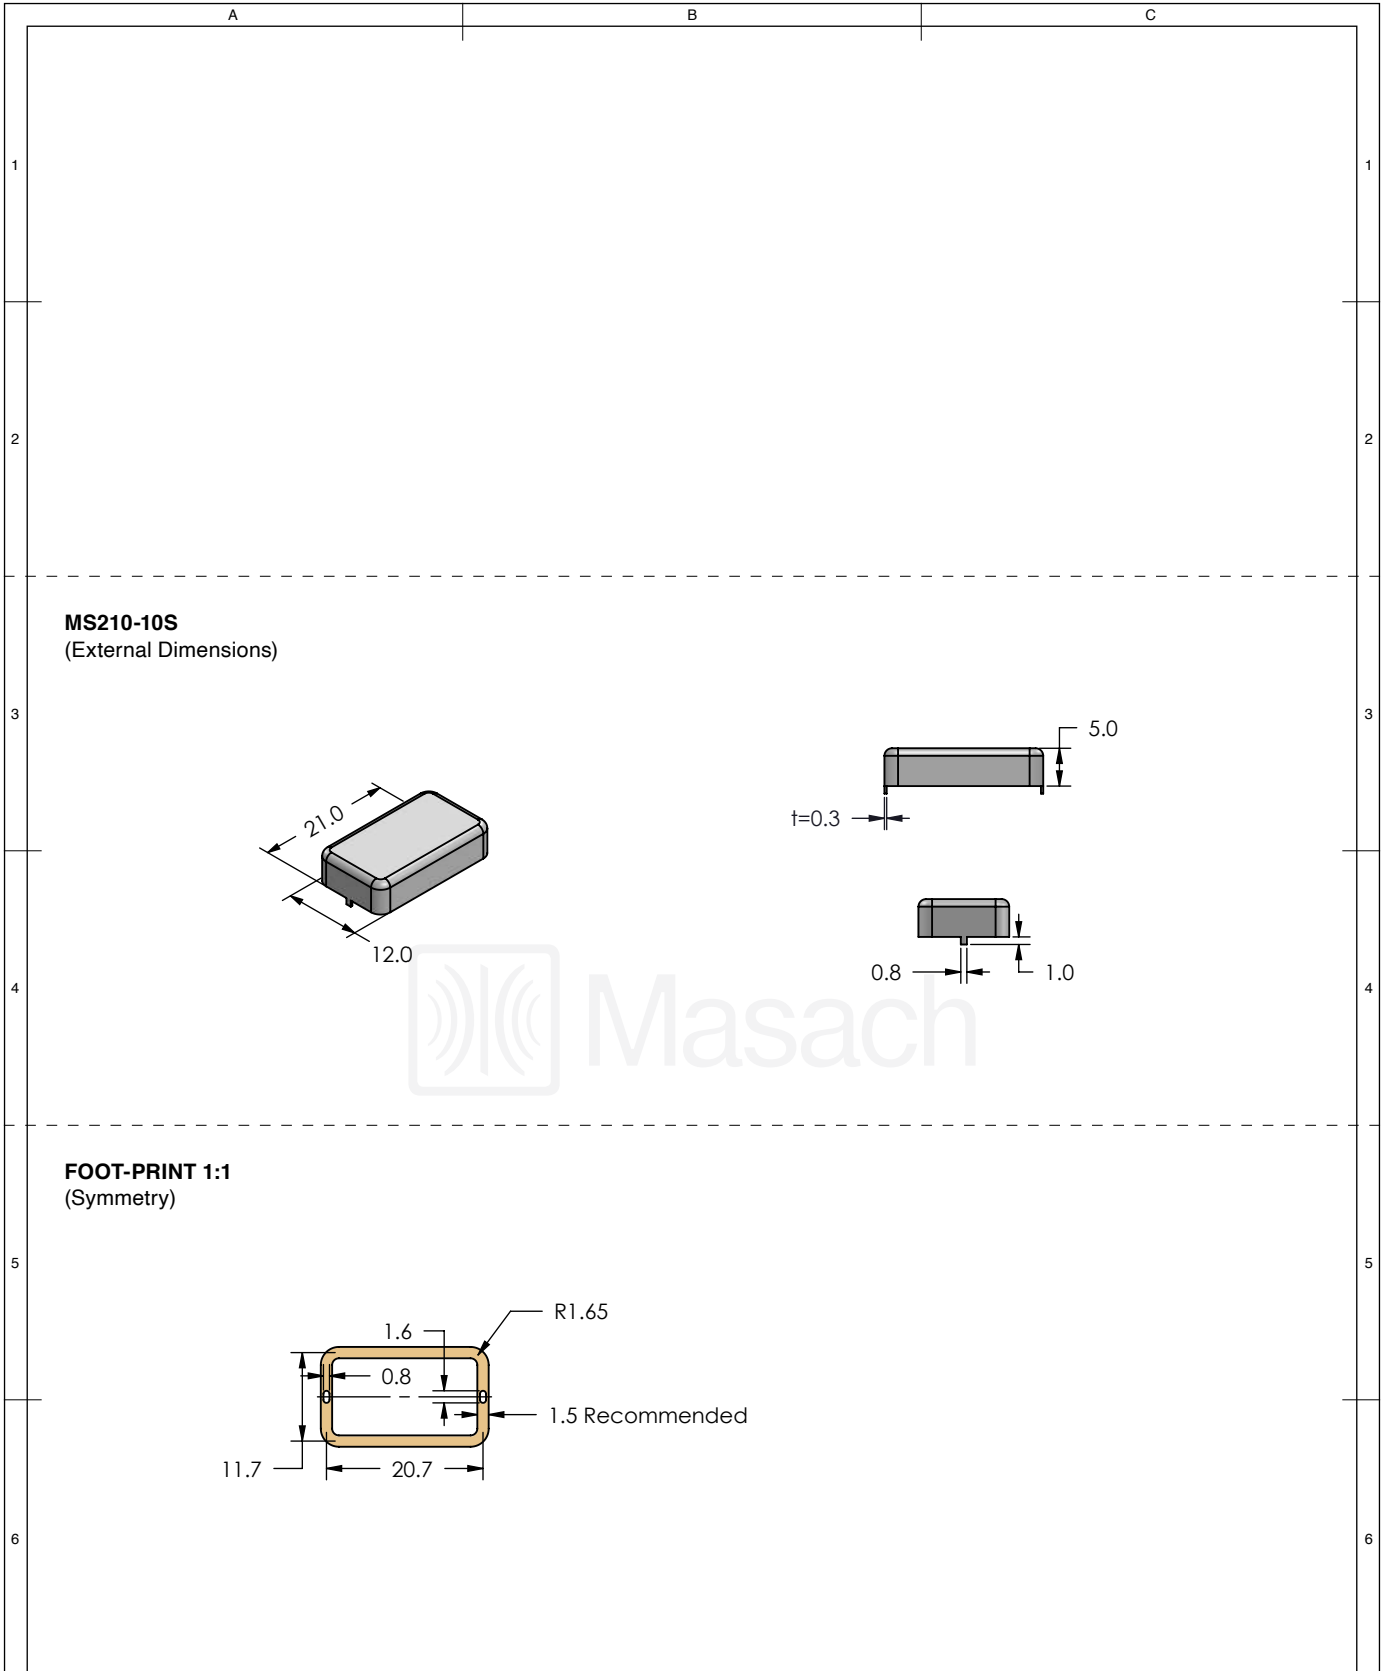 A B C
1 1
2 2
MS210-10S
(External Dimensions)
3 3
5.0
21.0
t=0.3
12.0
0.8 1.0
4 4
Masach
FOOT-PRINT 1:1
(Symmetry)
5 5
R1.65
1.6
0.8
1.5 Recommended
11.7 20.7
6 6